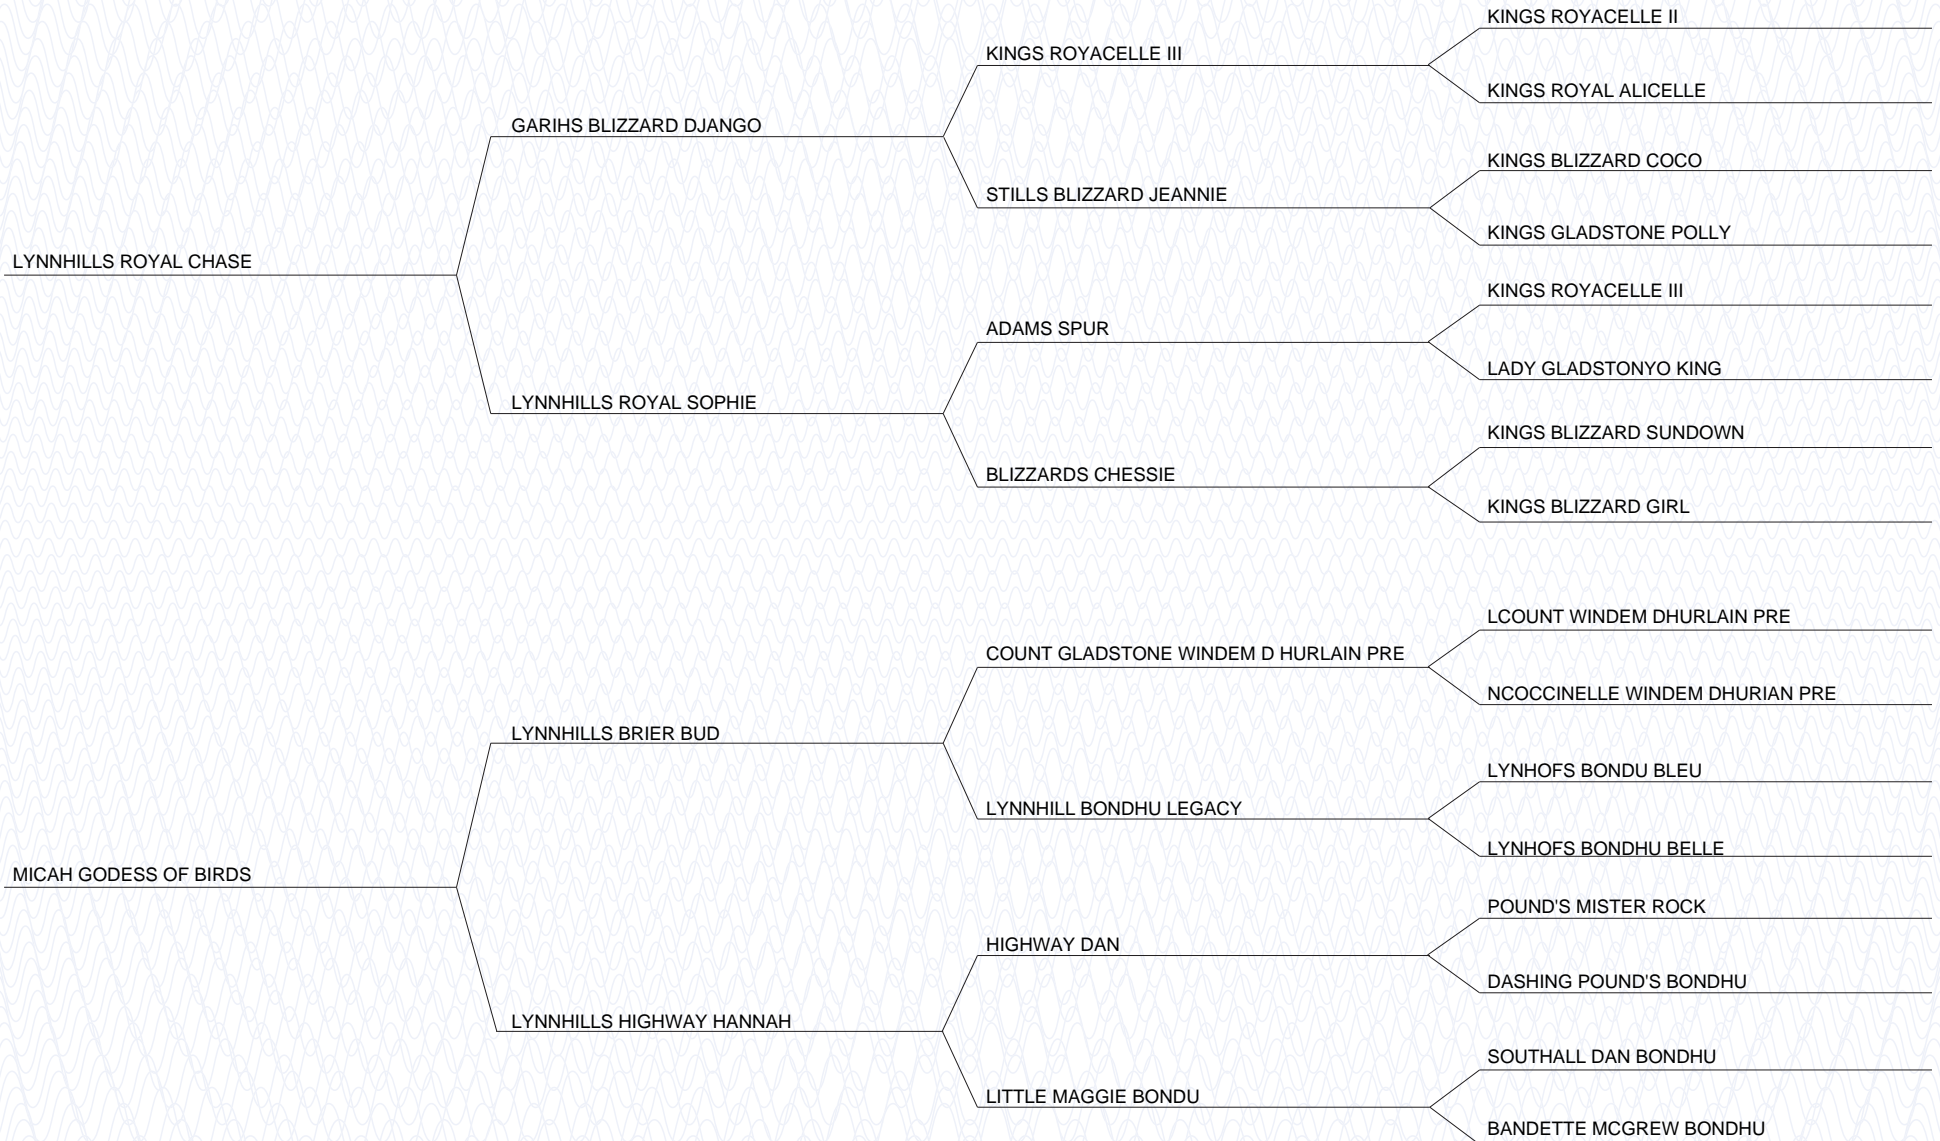 KINGS ROYACELLE II
KINGS ROYACELLE III
KINGS ROYAL ALICELLE
GARIHS BLIZZARD DJANGO
KINGS BLIZZARD COCO
STILLS BLIZZARD JEANNIE
KINGS GLADSTONE POLLY
LYNNHILLS ROYAL CHASE
KINGS ROYACELLE III
ADAMS SPUR
LADY GLADSTONYO KING
LYNNHILLS ROYAL SOPHIE
KINGS BLIZZARD SUNDOWN
BLIZZARDS CHESSIE
KINGS BLIZZARD GIRL
LCOUNT WINDEM DHURLAIN PRE
COUNT GLADSTONE WINDEM D HURLAIN PRE
NCOCCINELLE WINDEM DHURIAN PRE
LYNNHILLS BRIER BUD
LYNHOFS BONDU BLEU
LYNNHILL BONDHU LEGACY
LYNHOFS BONDHU BELLE
MICAH GODESS OF BIRDS
POUND'S MISTER ROCK
HIGHWAY DAN
DASHING POUND'S BONDHU
LYNNHILLS HIGHWAY HANNAH
SOUTHALL DAN BONDHU
LITTLE MAGGIE BONDU
BANDETTE MCGREW BONDHU